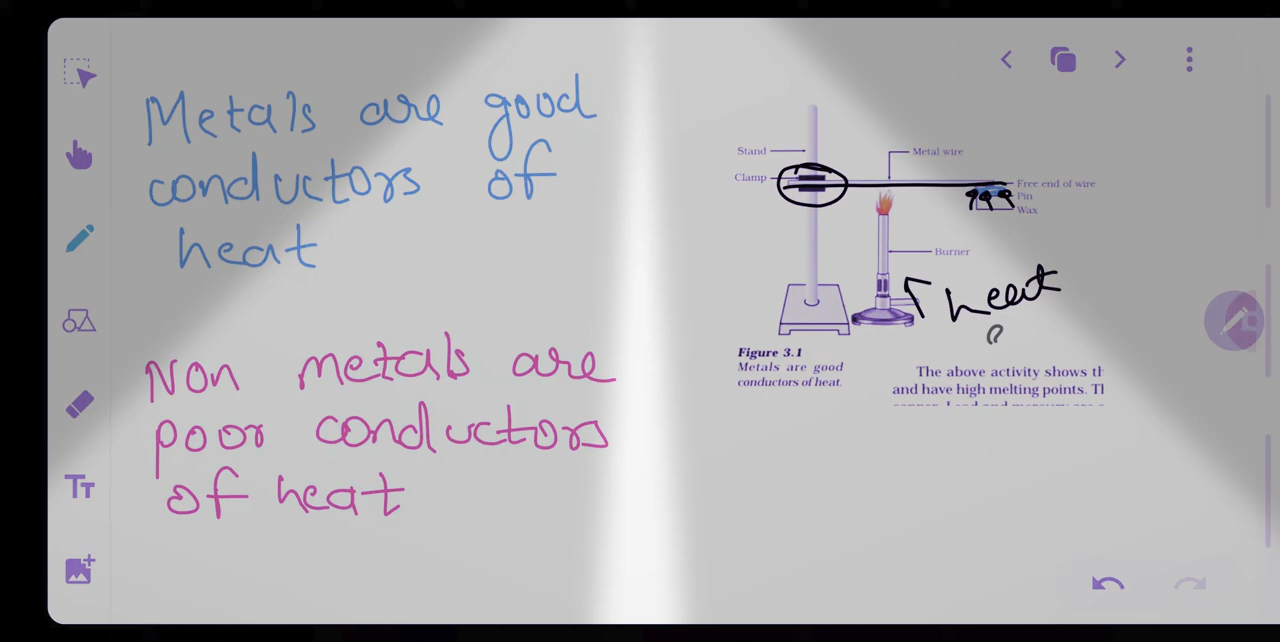 Metals are good
conductors of
heat
Non metals are
poor conductors
of heat
Stand
Metal wire
Clamp
Free end of wire
Pin
Wax
Burner
heat
Figure 3.1
Metals are good
conductors of heat.
The above activity shows th
and have high melting points. Th
TT